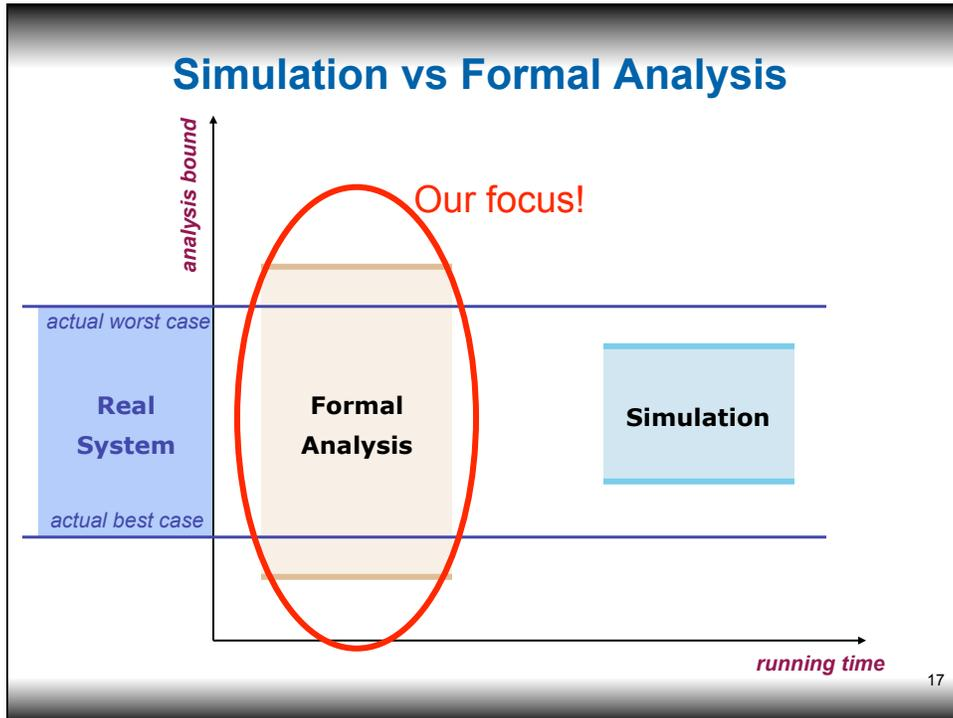 Simulation vs Formal Analysis
analysis bound
Our focus!
actual worst case
Real
System
Formal
Analysis
Simulation
actual best case
running time
17